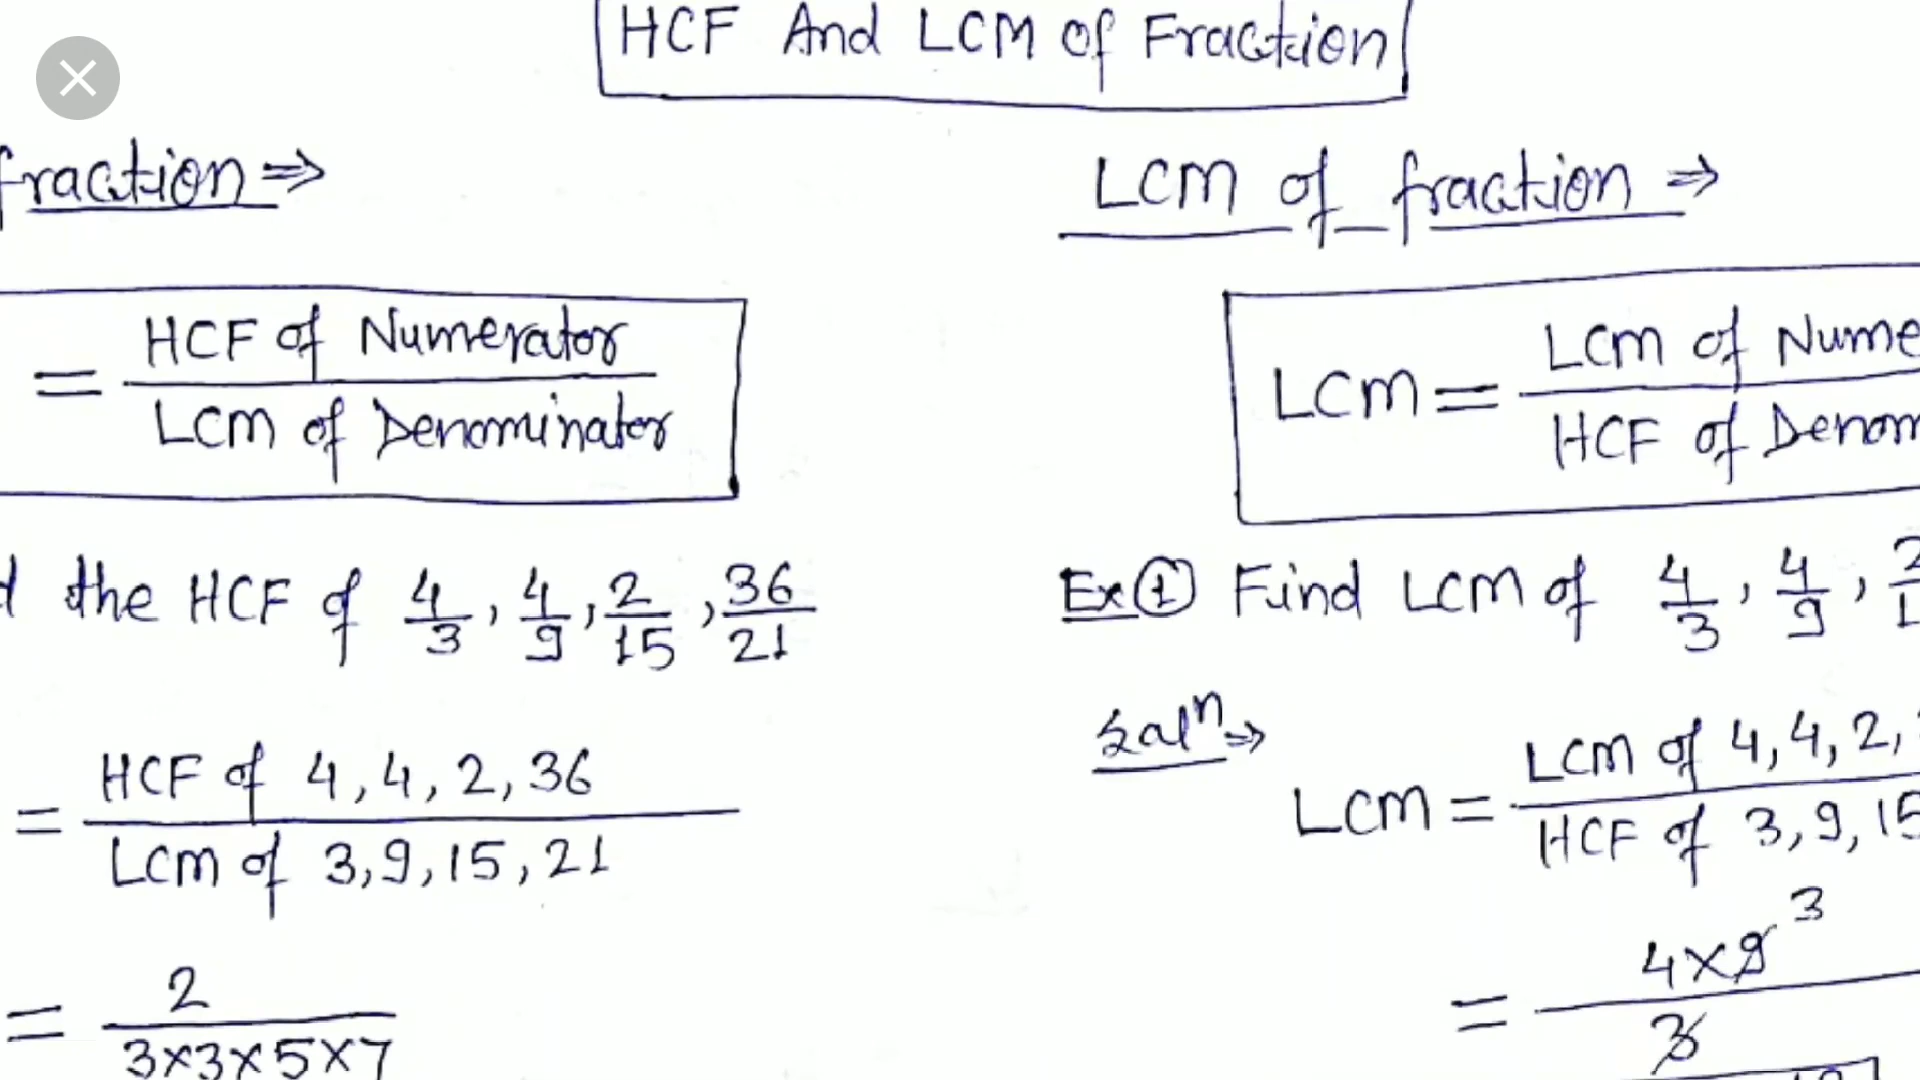 HCF And LCM of Fraction
fraction ⇒
= HCF of Numerator
LCM of Denominator
the HCF of 4/3, 4/9, 2/15, 36/21
= HCF of 4, 4, 2, 36
LCM of 3, 9, 15, 21
= 2
3×3×5×7
LCM of fraction ⇒
LCM = LCM of Nume
HCF of Denom
Ex ① Find LCM of 4/3, 4/9,
Solⁿ ⇒
LCM = LCM of 4, 4, 2,
HCF of 3, 9, 15
= 4×9 3
3